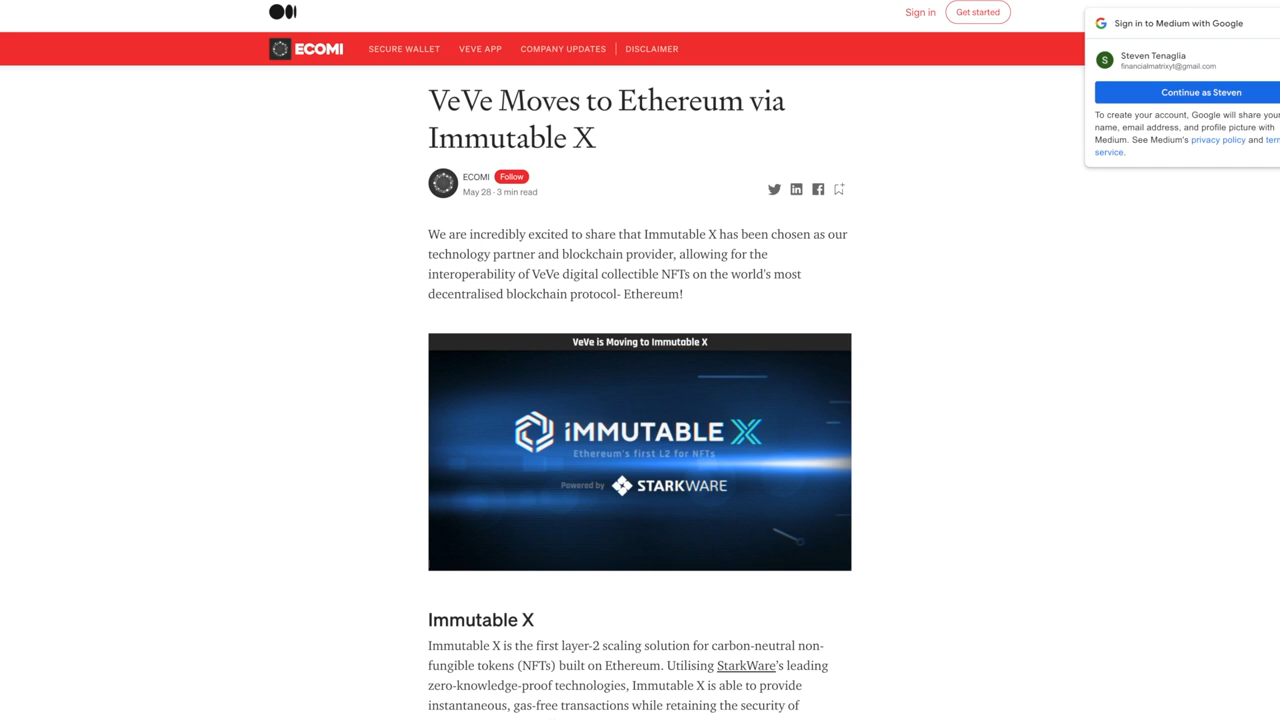 Sign in
Get started
Sign in to Medium with Google
ECOMI
SECURE WALLET
VEVE APP
COMPANY UPDATES
DISCLAIMER
S
Steven Tenaglia
financialmatrixyt@gmail.com
Continue as Steven
To create your account, Google will share your
name, email address, and profile picture with
Medium. See Medium's privacy policy and
service.
VeVe Moves to Ethereum via
Immutable X
ECOMI
Follow
May 28 · 3 min read
We are incredibly excited to share that Immutable X has been chosen as our
technology partner and blockchain provider, allowing for the
interoperability of VeVe digital collectible NFTs on the world's most
decentralised blockchain protocol- Ethereum!
VeVe is Moving to Immutable X
iMMUTABLE X
Ethereum's first L2 for NFTs
Powered by STARKWARE
Immutable X
Immutable X is the first layer-2 scaling solution for carbon-neutral non-
fungible tokens (NFTs) built on Ethereum. Utilising StarkWare's leading
zero-knowledge-proof technologies, Immutable X is able to provide
instantaneous, gas-free transactions while retaining the security of